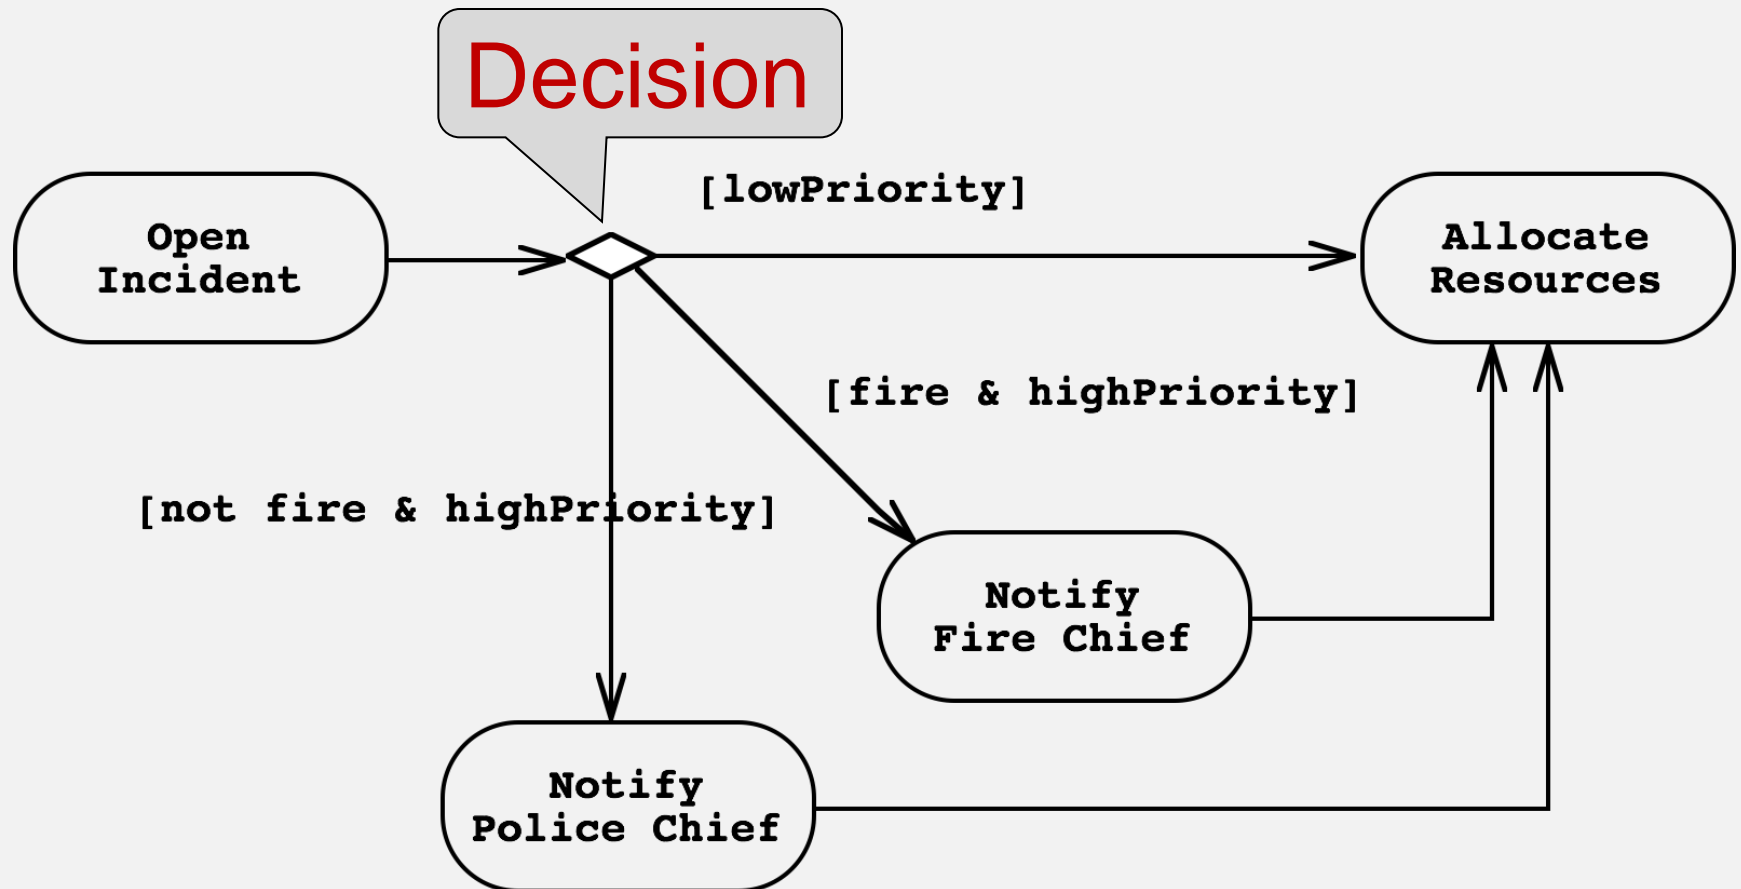 Decision
[lowPriority]
Open
Incident
Allocate
Resources
[fire & highPriority]
[not fire & highPriority]
Notify
Fire Chief
Notify
Police Chief